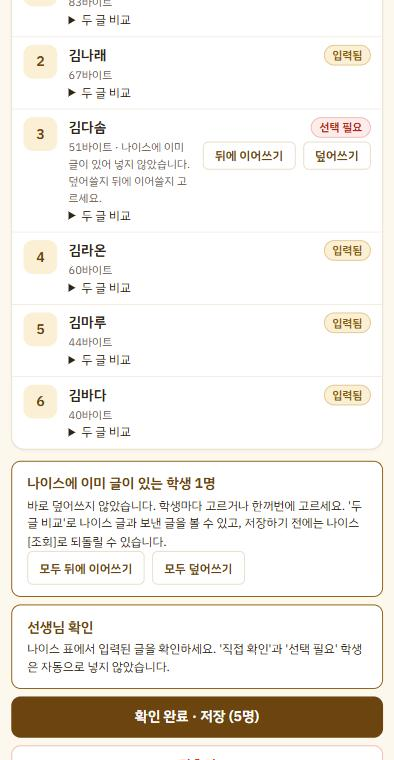 83바이트
▶ 두 글 비교
2
김나래
입력됨
67바이트
▶ 두 글 비교
3
김다솜
선택 필요
51바이트 · 나이스에 이미
글이 있어 넣지 않았습니다.
덮어쓸지 뒤에 이어쓸지 고
르세요.
뒤에 이어쓰기
덮어쓰기
▶ 두 글 비교
4
김라온
입력됨
60바이트
▶ 두 글 비교
5
김마루
입력됨
44바이트
▶ 두 글 비교
6
김바다
입력됨
40바이트
▶ 두 글 비교
나이스에 이미 글이 있는 학생 1명
바로 덮어쓰지 않았습니다. 학생마다 고르거나 한꺼번에 고르세요. '두
글 비교'로 나이스 글과 보낸 글을 볼 수 있고, 저장하기 전에는 나이스
[조회]로 되돌릴 수 있습니다.
모두 뒤에 이어쓰기
모두 덮어쓰기
선생님 확인
나이스 표에서 입력된 글을 확인하세요. '직접 확인'과 '선택 필요' 학생
은 자동으로 넣지 않았습니다.
확인 완료 · 저장 (5명)